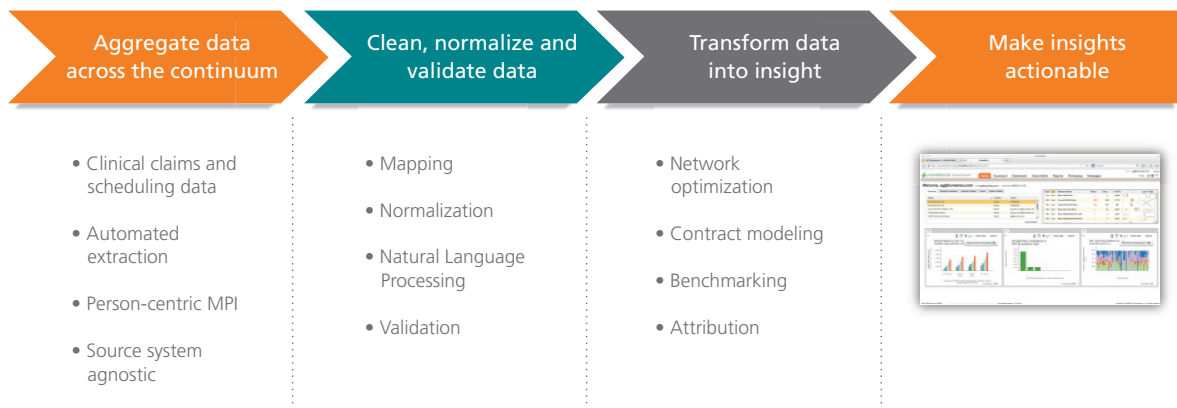 Aggregate data
across the continuum
Clean, normalize and
validate data
Transform data
into insight
Make insights
actionable
• Clinical claims and
scheduling data
• Automated
extraction
• Person-centric MPI
• Source system
agnostic
• Mapping
• Normalization
• Natural Language
Processing
• Validation
• Network
optimization
• Contract modeling
• Benchmarking
• Attribution